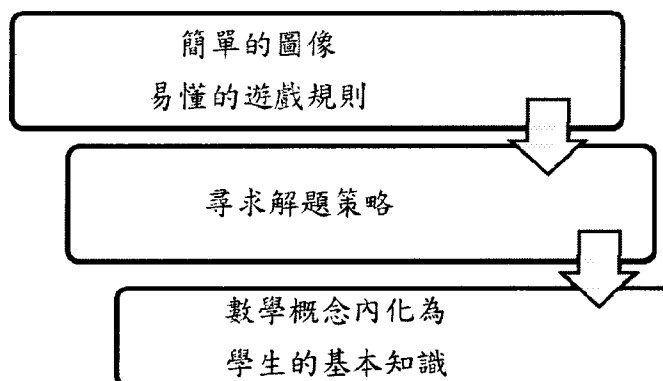 簡單的圖像
易懂的遊戲規則
尋求解題策略
數學概念內化為
學生的基本知識